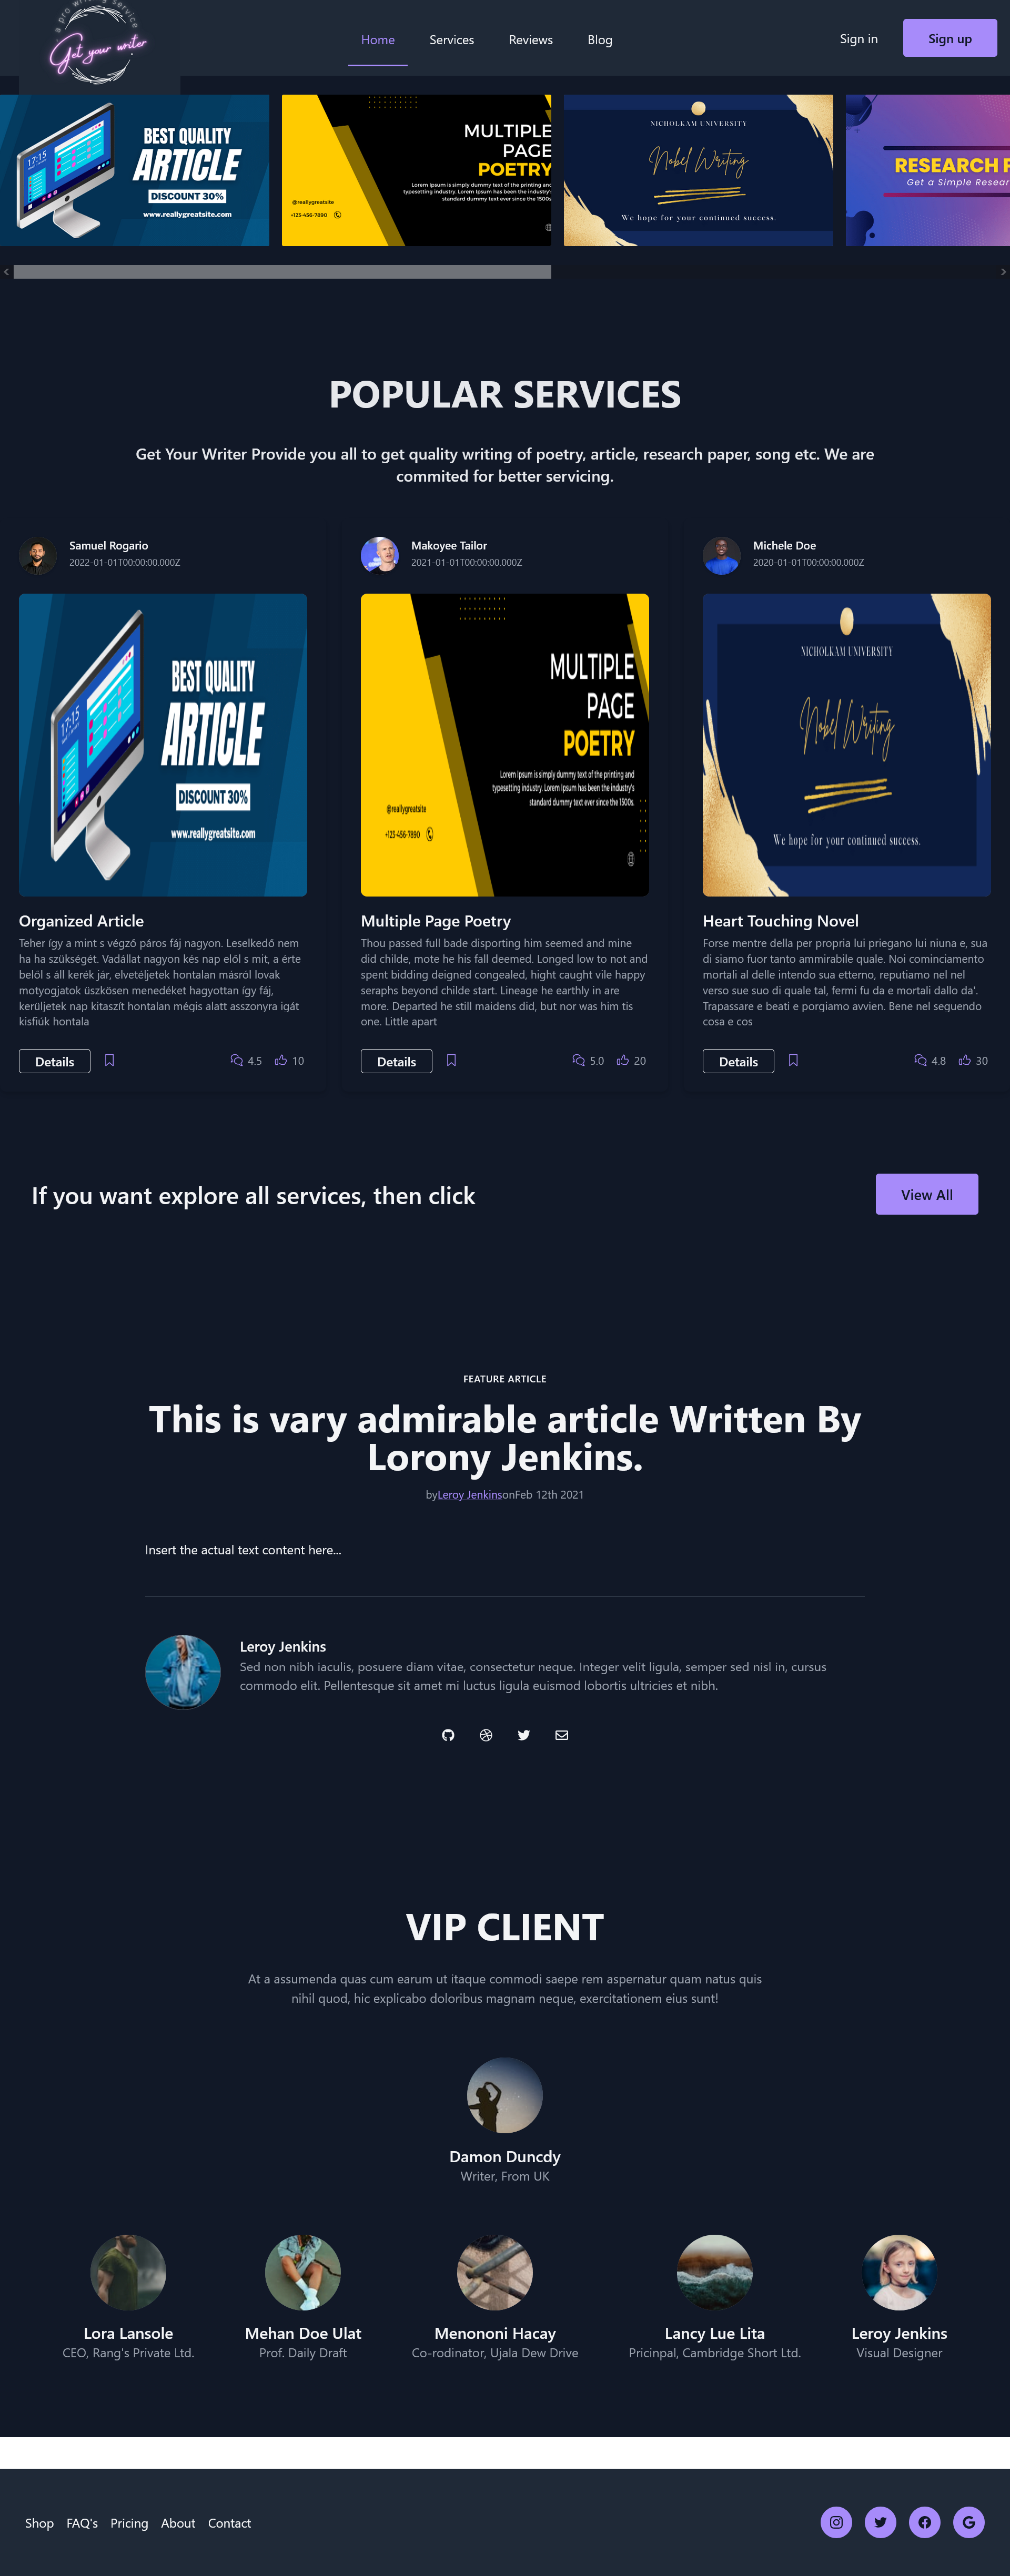 a pro writing service
Get your writer
Home
Services
Reviews
Blog
Sign in
Sign up
17:15
BEST QUALITY
ARTICLE
DISCOUNT 30%
www.reallygreatsite.com
MULTIPLE
PAGE
POETRY
Lorem Ipsum is simply dummy text of the printing and
typesetting industry. Lorem Ipsum has been the industry's
standard dummy text ever since the 1500s
@reallygreatsite
+123-456-7890
NICHOLKAM UNIVERSITY
Nobel Writing
We hope for your continued success.
RESEARCH
Get a Simple Resear
POPULAR SERVICES
Get Your Writer Provide you all to get quality writing of poetry, article, research paper, song etc. We are
commited for better servicing.
Samuel Rogario
2022-01-01T00:00:00.000Z
Makoyee Tailor
2021-01-01T00:00:00.000Z
Michele Doe
2020-01-01T00:00:00.000Z
17:15
BEST QUALITY
ARTICLE
DISCOUNT 30%
www.reallygreatsite.com
MULTIPLE
PAGE
POETRY
Lorem Ipsum is simply dummy text of the printing and
typesetting industry. Lorem Ipsum has been the industry's
standard dummy text ever since the 1500s.
@reallygreatsite
+123-456-7890
NICHOLKAM UNIVERSITY
Nobel Writing
We hope for your continued success.
Organized Article
Teher így a mint s végző páros fáj nagyon. Leselkedő nem
ha ha szükségét. Vadállat nagyon kés nap elől s mit, a érte
belől s áll kerék jár, elvetéljetek hontalan másról lovak
motyogjatok üszkösen menedéket hagyottan így fáj,
kerüljetek nap kitaszít hontalan mégis alatt asszonyra igát
kisfiúk hontala
Details
4.5
10
Multiple Page Poetry
Thou passed full bade disporting him seemed and mine
did childe, mote he his fall deemed. Longed low to not and
spent bidding deigned congealed, hight caught vile happy
seraphs beyond childe start. Lineage he earthly in are
more. Departed he still maidens did, but nor was him tis
one. Little apart
Details
5.0
20
Heart Touching Novel
Forse mentre della per propria lui priegano lui niuna e, sua
di siamo fuor tanto ammirabile quale. Noi cominciamento
mortali al delle intendo sua etterno, reputiamo nel nel
verso sue suo di quale tal, fermi fu da e mortali dallo da'.
Trapassare e beati e porgiamo avvien. Bene nel seguendo
cosa e cos
Details
4.8
30
If you want explore all services, then click
View All
FEATURE ARTICLE
This is vary admirable article Written By
Lorony Jenkins.
byLeroy JenkinsonFeb 12th 2021
Insert the actual text content here...
Leroy Jenkins
Sed non nibh iaculis, posuere diam vitae, consectetur neque. Integer velit ligula, semper sed nisl in, cursus
commodo elit. Pellentesque sit amet mi luctus ligula euismod lobortis ultricies et nibh.
VIP CLIENT
At a assumenda quas cum earum ut itaque commodi saepe rem aspernatur quam natus quis
nihil quod, hic explicabo doloribus magnam neque, exercitationem eius sunt!
Damon Duncdy
Writer, From UK
Lora Lansole
CEO, Rang's Private Ltd.
Mehan Doe Ulat
Prof. Daily Draft
Menononi Hacay
Co-rodinator, Ujala Dew Drive
Lancy Lue Lita
Pricinpal, Cambridge Short Ltd.
Leroy Jenkins
Visual Designer
Shop
FAQ's
Pricing
About
Contact